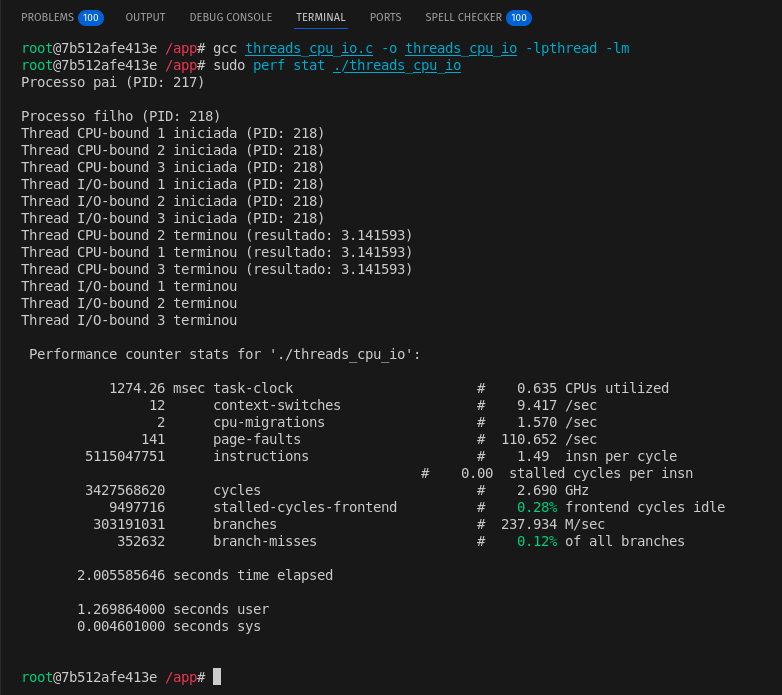 PROBLEMS 100 OUTPUT DEBUG CONSOLE TERMINAL PORTS SPELL CHECKER 100
root@7b512afe413e /app# gcc threads_cpu_io.c -o threads_cpu_io -lpthread -lm
root@7b512afe413e /app# sudo perf stat ./threads_cpu_io
Processo pai (PID: 217)
Processo filho (PID: 218)
Thread CPU-bound 1 iniciada (PID: 218)
Thread CPU-bound 2 iniciada (PID: 218)
Thread CPU-bound 3 iniciada (PID: 218)
Thread I/O-bound 1 iniciada (PID: 218)
Thread I/O-bound 2 iniciada (PID: 218)
Thread I/O-bound 3 iniciada (PID: 218)
Thread CPU-bound 2 terminou (resultado: 3.141593)
Thread CPU-bound 1 terminou (resultado: 3.141593)
Thread CPU-bound 3 terminou (resultado: 3.141593)
Thread I/O-bound 1 terminou
Thread I/O-bound 2 terminou
Thread I/O-bound 3 terminou
Performance counter stats for './threads_cpu_io':
1274.26 msec task-clock # 0.635 CPUs utilized
12 context-switches # 9.417 /sec
2 cpu-migrations # 1.570 /sec
141 page-faults # 110.652 /sec
5115047751 instructions # 1.49 insn per cycle
# 0.00 stalled cycles per insn
3427568620 cycles # 2.690 GHz
9497716 stalled-cycles-frontend # 0.28% frontend cycles idle
303191031 branches # 237.934 M/sec
352632 branch-misses # 0.12% of all branches
2.005585646 seconds time elapsed
1.269864000 seconds user
0.004601000 seconds sys
root@7b512afe413e /app#